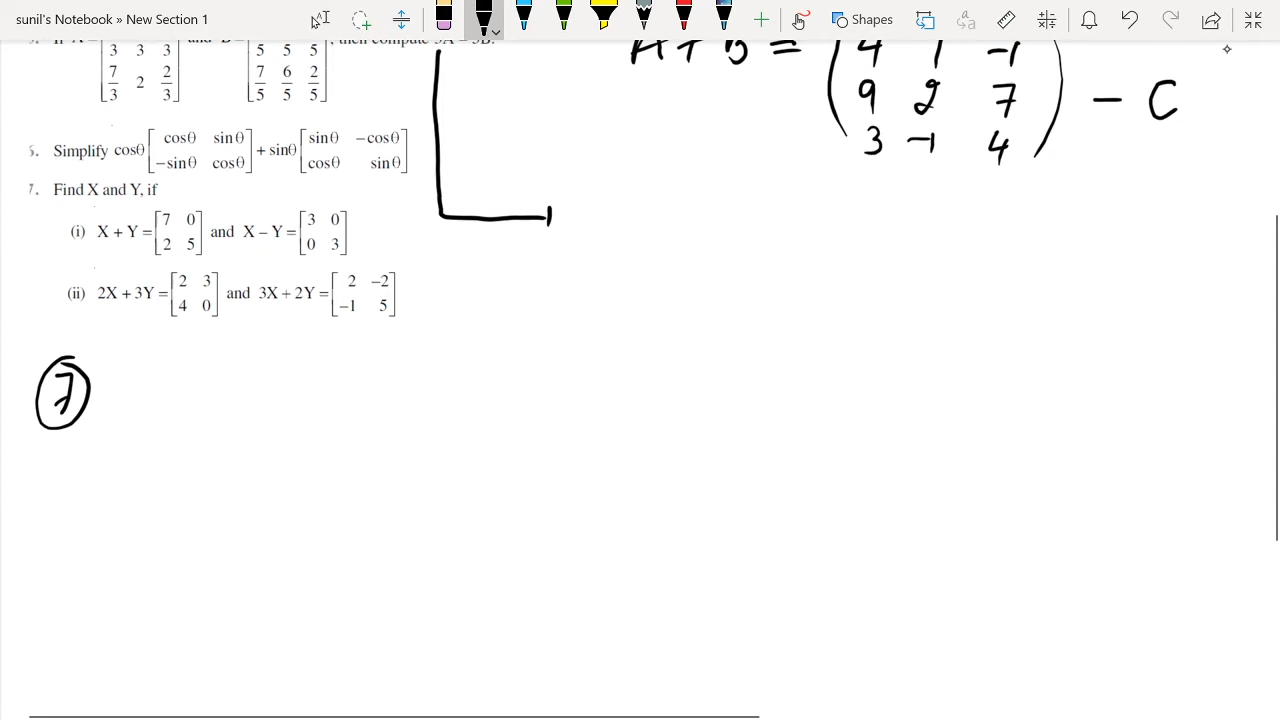 sunil's Notebook » New Section 1
Shapes
then compute
3 3 3
7/3 2 2/3
5 5 5
7/5 6/5 2/5
A + B = ( 4 1 -1
9 2 7
3 -1 4 ) - C
Simplify cosθ [ cosθ sinθ
-sinθ cosθ ] + sinθ [ sinθ -cosθ
cosθ sinθ ]
7. Find X and Y, if
(i) X + Y = [ 7 0
2 5 ] and X – Y = [ 3 0
0 3 ]
(ii) 2X + 3Y = [ 2 3
4 0 ] and 3X + 2Y = [ 2 -2
-1 5 ]
7